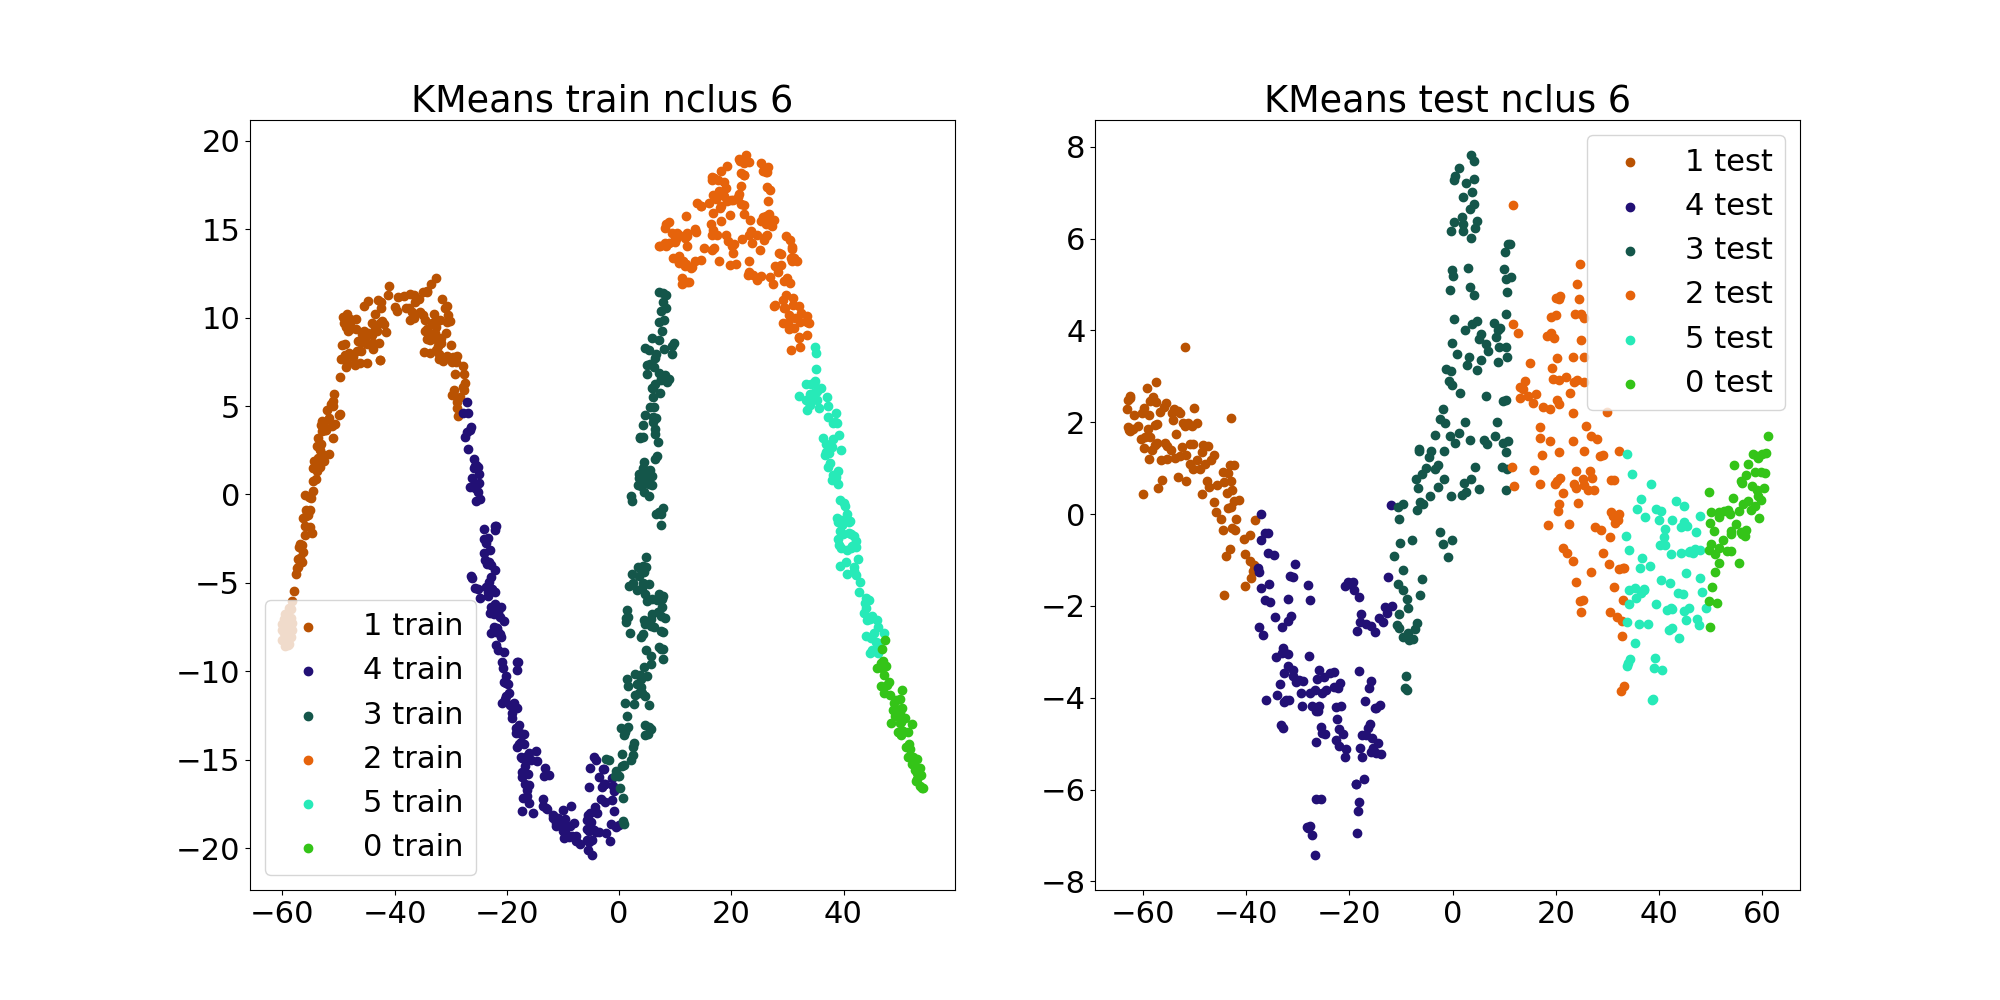 KMeans train nclus 6
20
15
10
5
0
−5
−10
−15
−20
−60 −40 −20 0 20 40
1 train
4 train
3 train
2 train
5 train
0 train
KMeans test nclus 6
8
6
4
2
0
−2
−4
−6
−8
−60 −40 −20 0 20 40 60
1 test
4 test
3 test
2 test
5 test
0 test